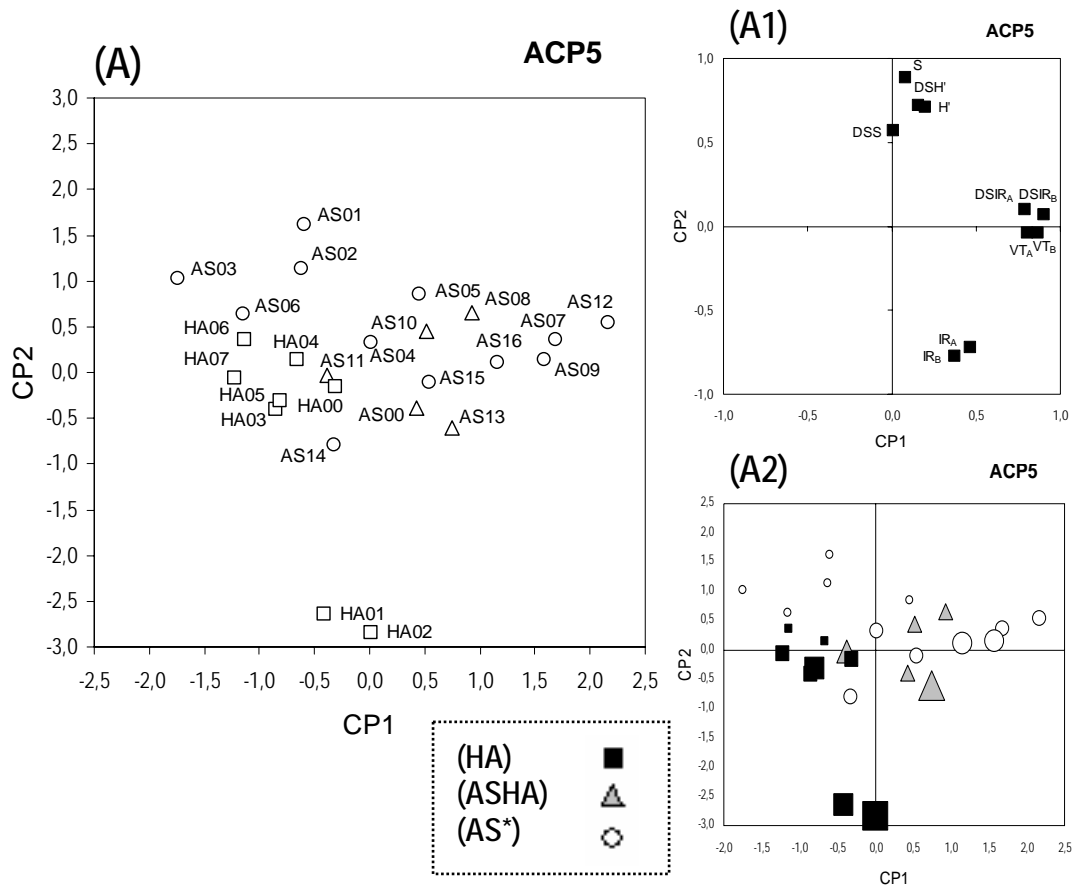 (A) ACP5
3,0
2,5
2,0
1,5
1,0
0,5
0,0
-0,5
-1,0
-1,5
-2,0
-2,5
-3,0
CP2
AS01
AS02
AS03
AS06
AS05
AS08
AS12
HA06
HA04
AS10
AS07
AS16
HA07
AS11
AS04
AS09
HA05
HA00
AS15
HA03
AS00
AS13
AS14
HA01
HA02
-2,5 -2,0 -1,5 -1,0 -0,5 0,0 0,5 1,0 1,5 2,0 2,5
CP1
(HA)
(ASHA)
(AS*)
(A1) ACP5
1,0
0,5
0,0
-0,5
-1,0
CP2
S
DSH'
H'
DSS
DSIRA DSIRB
VTA VTB
IRA
IRB
-1,0 -0,5 0,0 0,5 1,0
CP1
(A2) ACP5
2,5
2,0
1,5
1,0
0,5
0,0
-0,5
-1,0
-1,5
-2,0
-2,5
-3,0
CP2
-2,0 -1,5 -1,0 -0,5 0,0 0,5 1,0 1,5 2,0 2,5
CP1